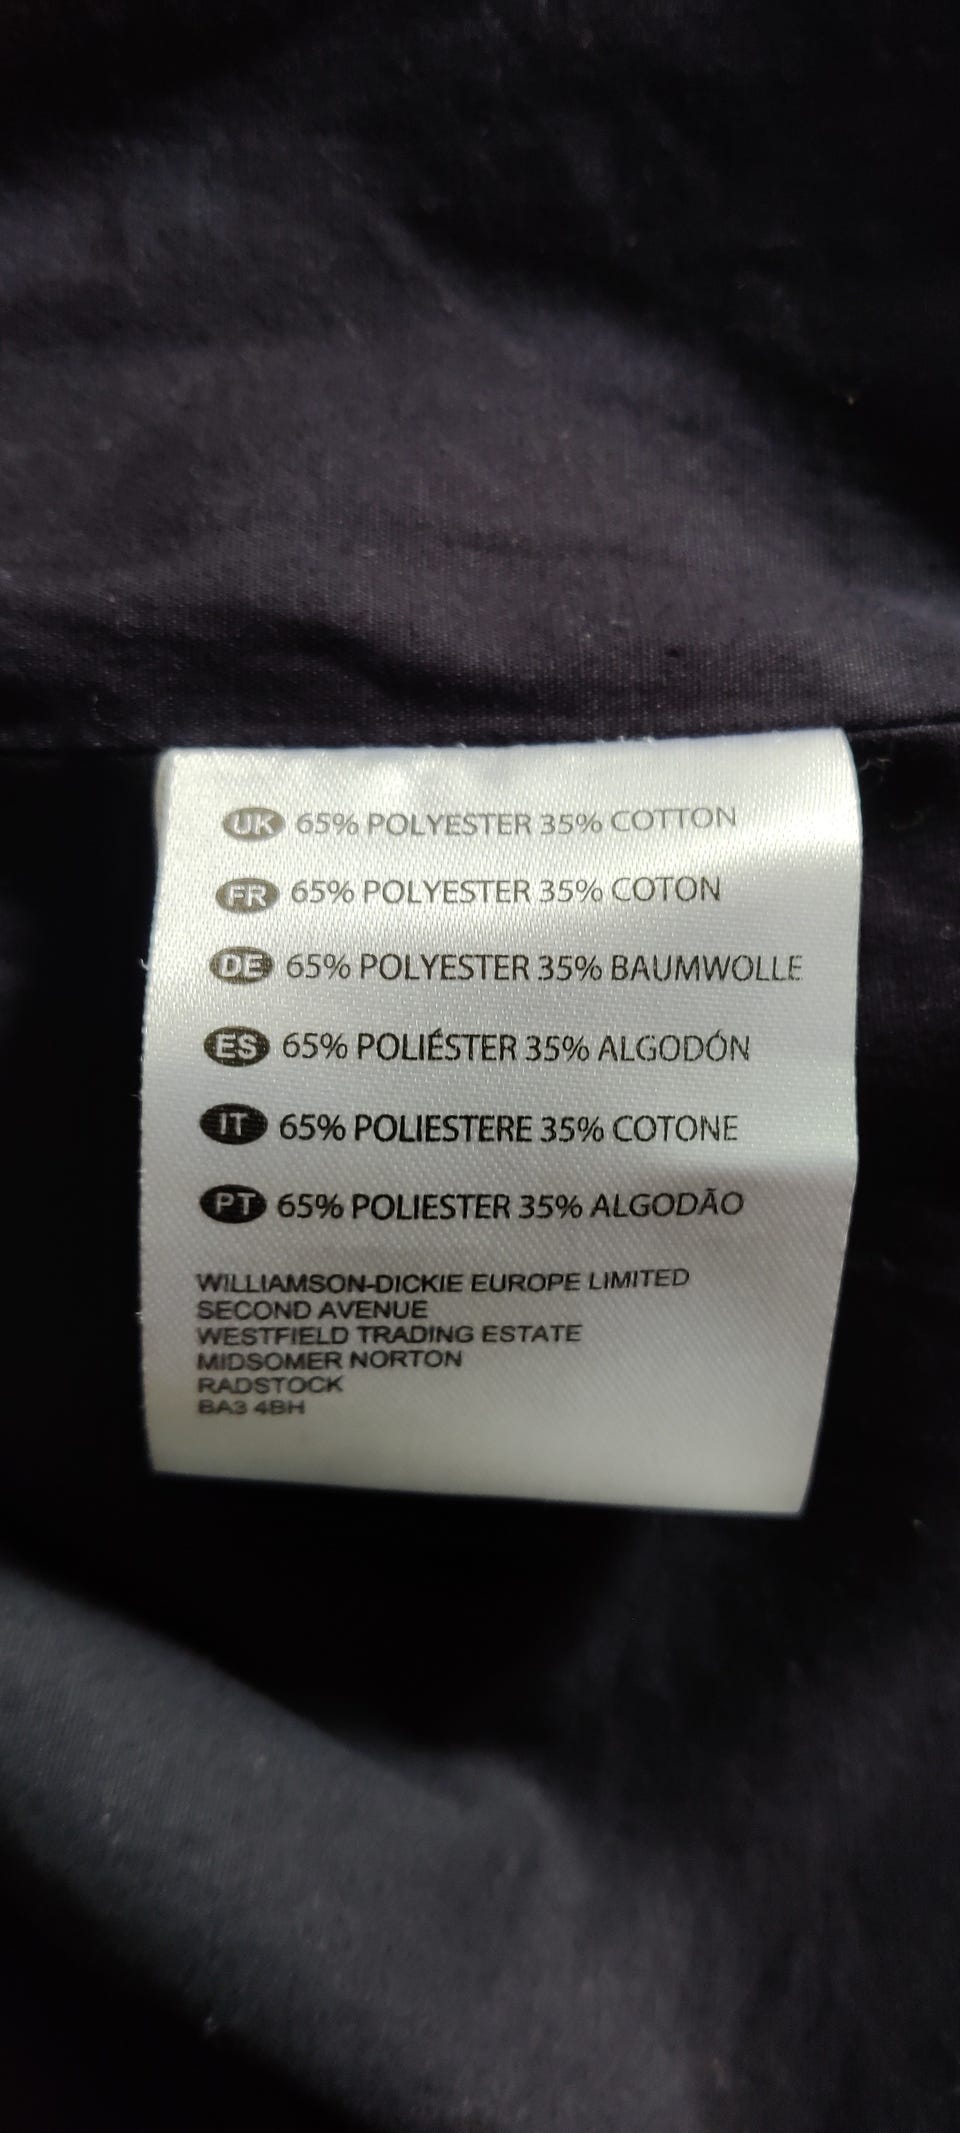 UK 65% POLYESTER 35% COTTON
FR 65% POLYESTER 35% COTON
DE 65% POLYESTER 35% BAUMWOLLE
ES 65% POLIÉSTER 35% ALGODÓN
IT 65% POLIESTERE 35% COTONE
PT 65% POLIESTER 35% ALGODÃO
WILLIAMSON-DICKIE EUROPE LIMITED
SECOND AVENUE
WESTFIELD TRADING ESTATE
MIDSOMER NORTON
RADSTOCK
BA3 4BH